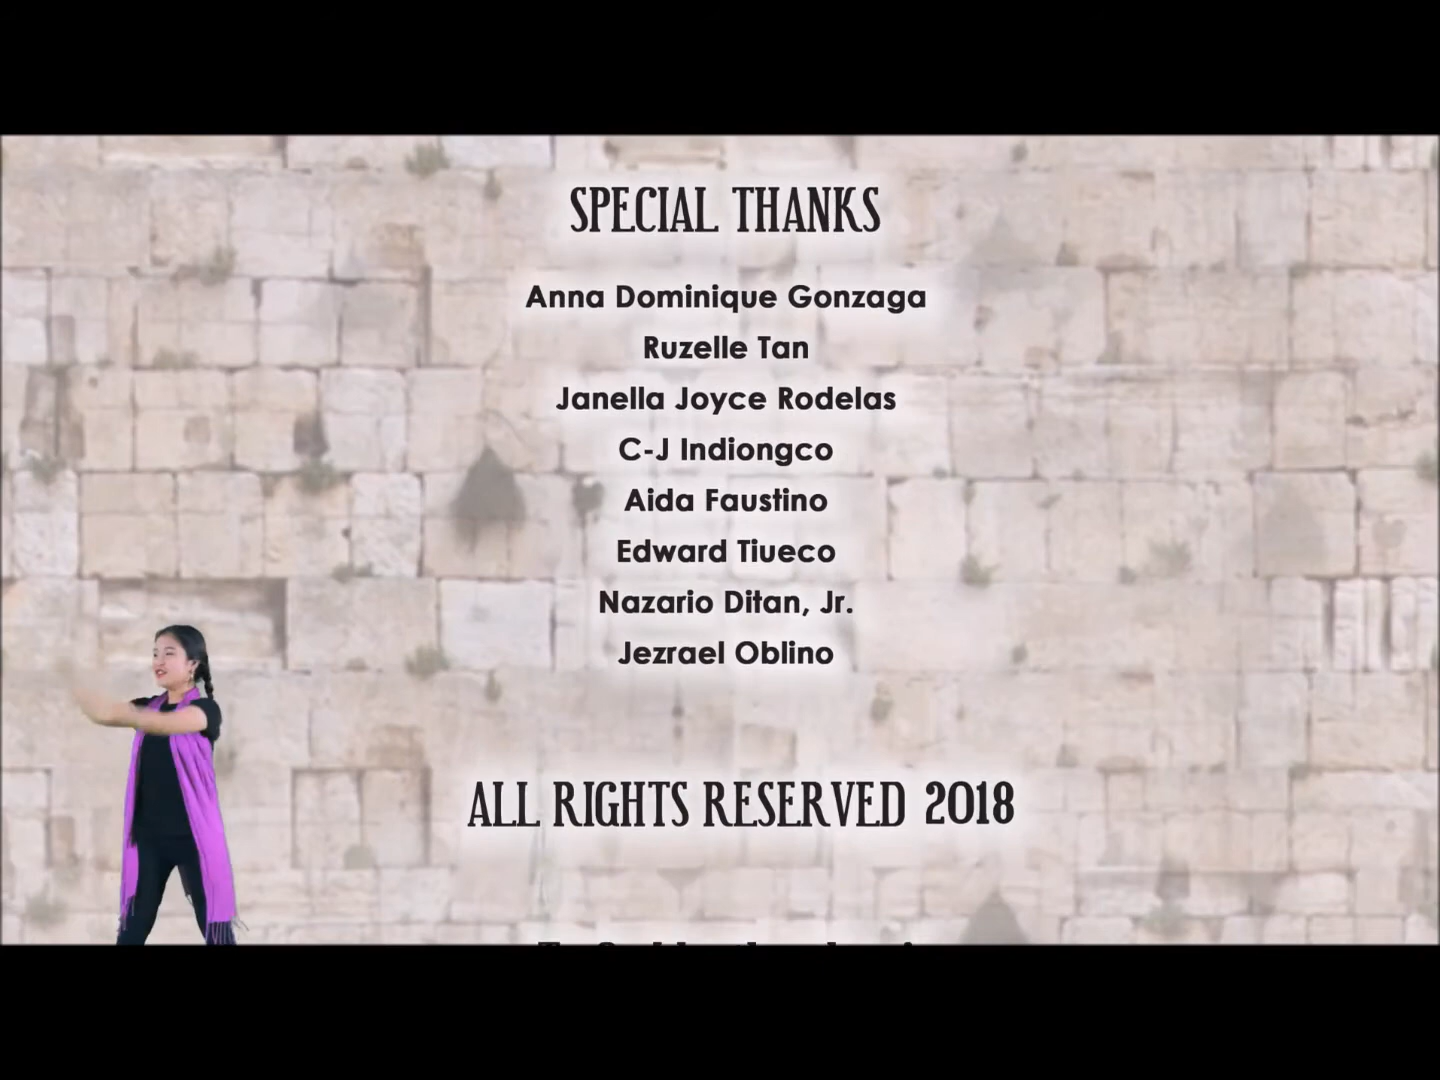 SPECIAL THANKS
Anna Dominique Gonzaga
Ruzelle Tan
Janella Joyce Rodelas
C-J Indiongco
Aida Faustino
Edward Tiueco
Nazario Ditan, Jr.
Jezrael Oblino
ALL RIGHTS RESERVED 2018